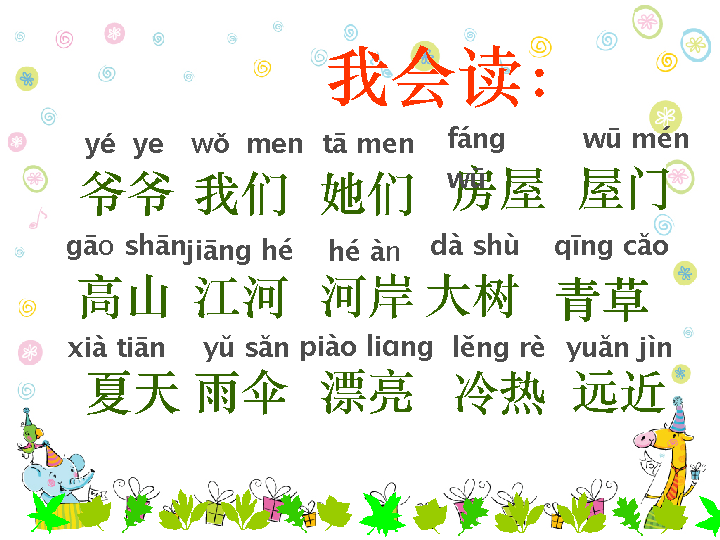 我会读：
yé ye wǒ men tā men fáng wū wū mén
爷爷 我们 她们 房屋 屋门
gāo shān jiāng hé hé àn dà shù qīng cǎo
高山 江河 河岸 大树 青草
xià tiān yǔ sǎn piào liang lěng rè yuǎn jìn
夏天 雨伞 漂亮 冷热 远近